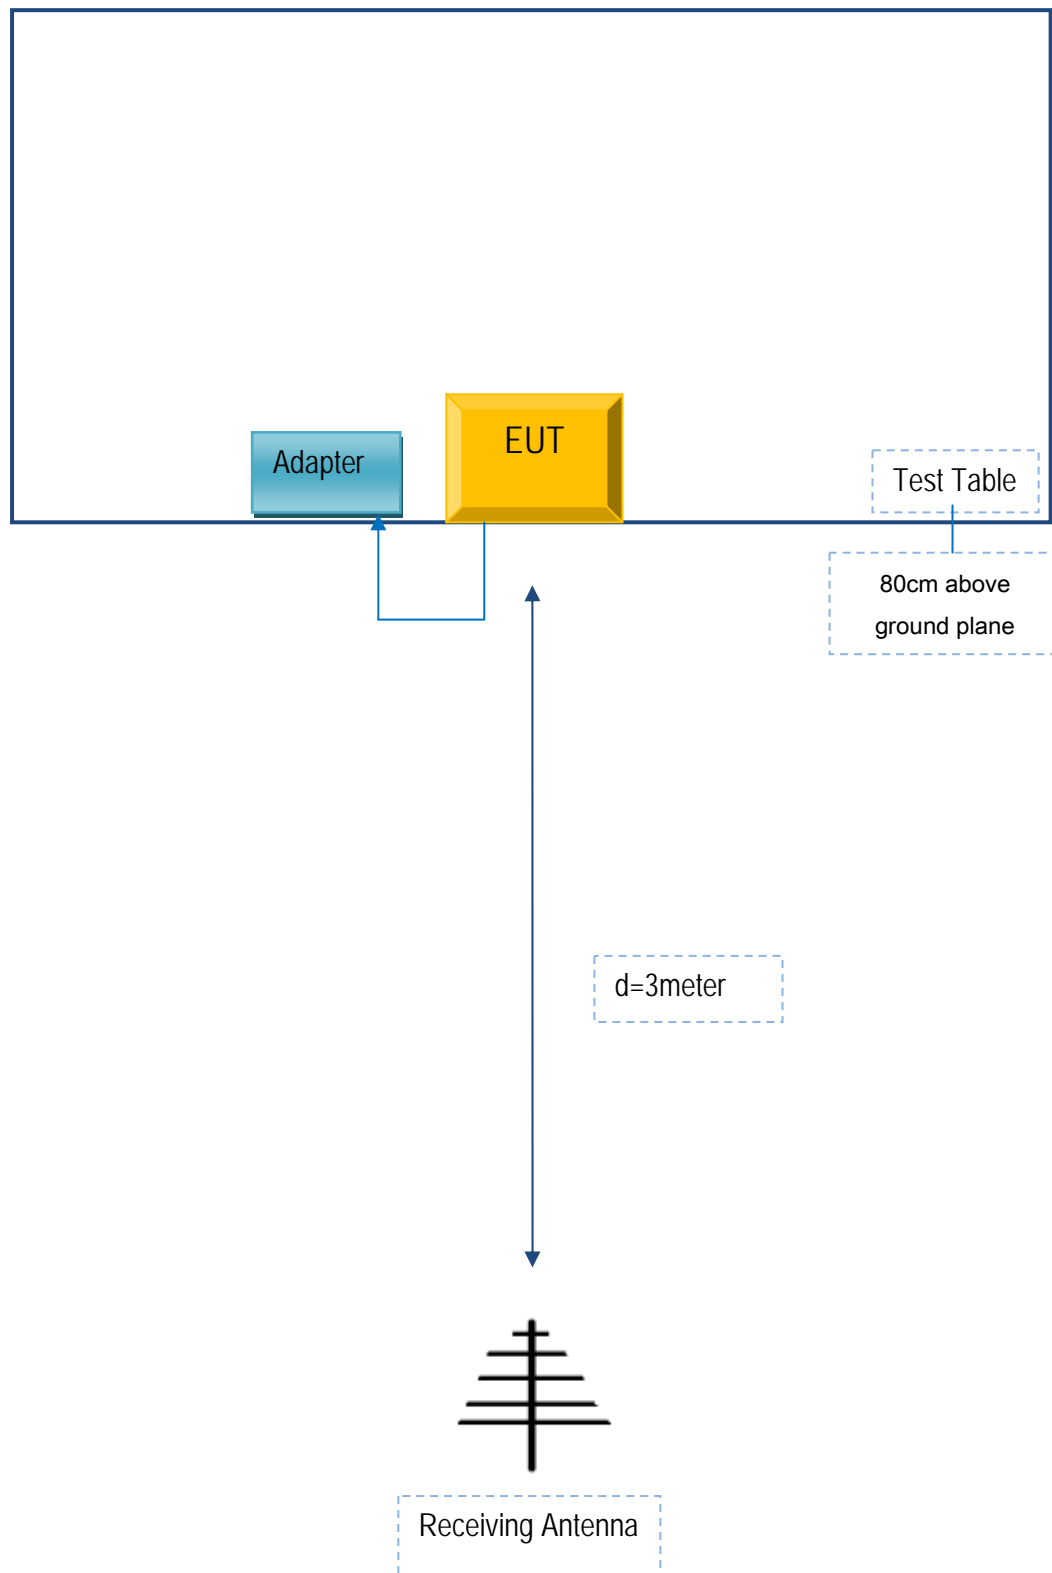 EUT
Adapter
Test Table
80cm above
ground plane
d=3meter
Receiving Antenna